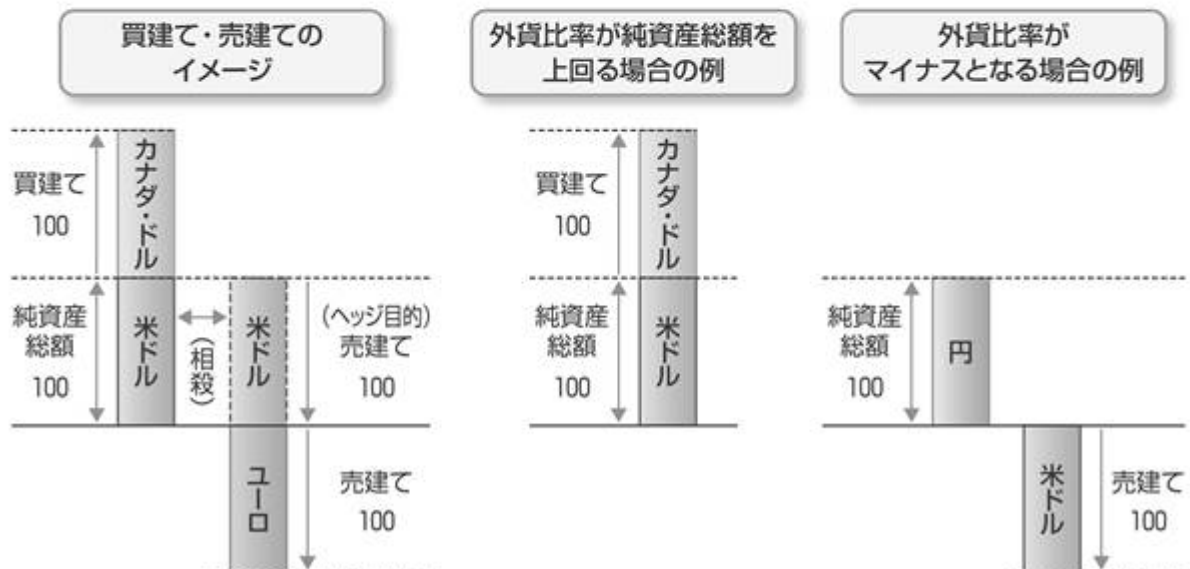 買建て・売建ての
イメージ
買建て
100
カナダ・ドル
純資産
総額
100
米ドル
(相殺)
米ドル
(ヘッジ目的)
売建て
100
ユーロ
売建て
100
外貨比率が純資産総額を
上回る場合の例
買建て
100
カナダ・ドル
純資産
総額
100
米ドル
外貨比率が
マイナスとなる場合の例
純資産
総額
100
円
米ドル
売建て
100